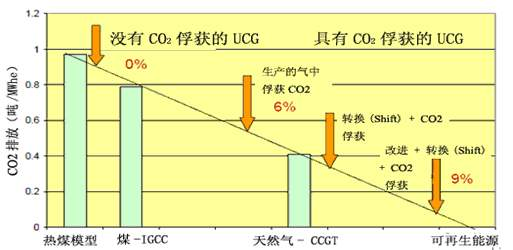 没有 CO2 俘获的 UCG
具有 CO2 俘获的 UCG
0%
生产的气中
俘获 CO2
6%
转换 (Shift) + CO2
俘获
改进 + 转换 (Shift)
+ CO2
俘获
9%
CO2 排放 (吨 /MWhe)
1.2
1
0.8
0.6
0.4
0.2
0
热煤模型
煤 -IGCC
天然气 - CCGT
可再生能源